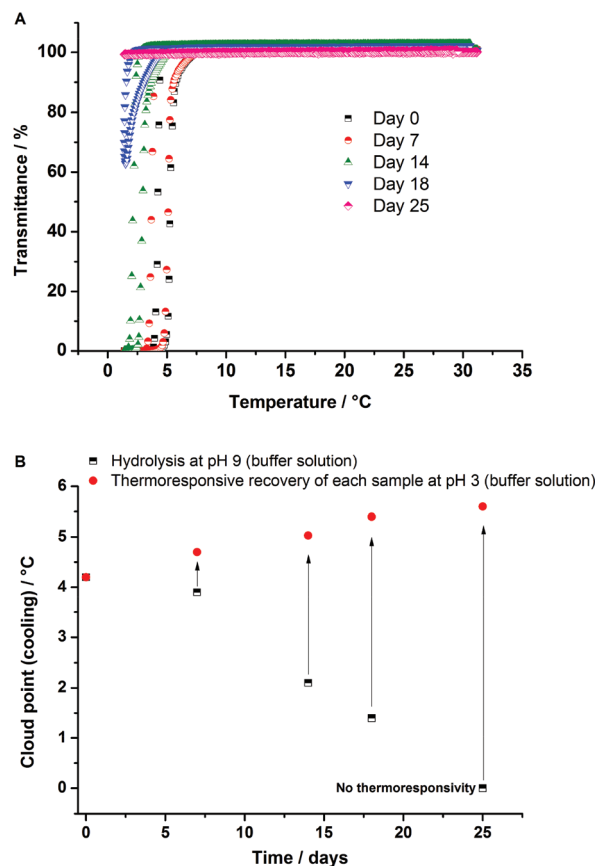 A
Transmittance / %
100
80
60
40
20
0
Day 0
Day 7
Day 14
Day 18
Day 25
0 5 10 15 20 25 30 35
Temperature / °C
B
Hydrolysis at pH 9 (buffer solution)
Thermoresponsive recovery of each sample at pH 3 (buffer solution)
Cloud point (cooling) / °C
6
5
4
3
2
1
0
No thermoresponsivity
0 5 10 15 20 25
Time / days